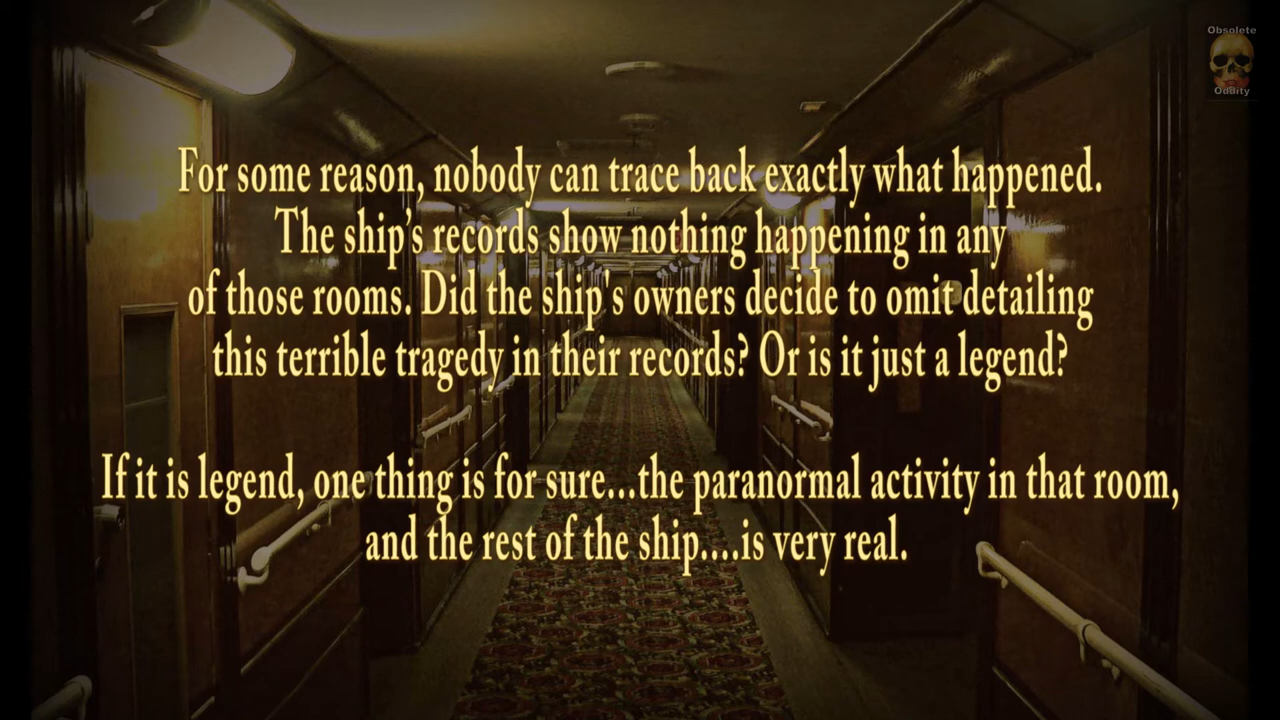 Obsolete
Oddity
For some reason, nobody can trace back exactly what happened.
The ship’s records show nothing happening in any
of those rooms. Did the ship's owners decide to omit detailing
this terrible tragedy in their records? Or is it just a legend?
If it is legend, one thing is for sure...the paranormal activity in that room,
and the rest of the ship....is very real.